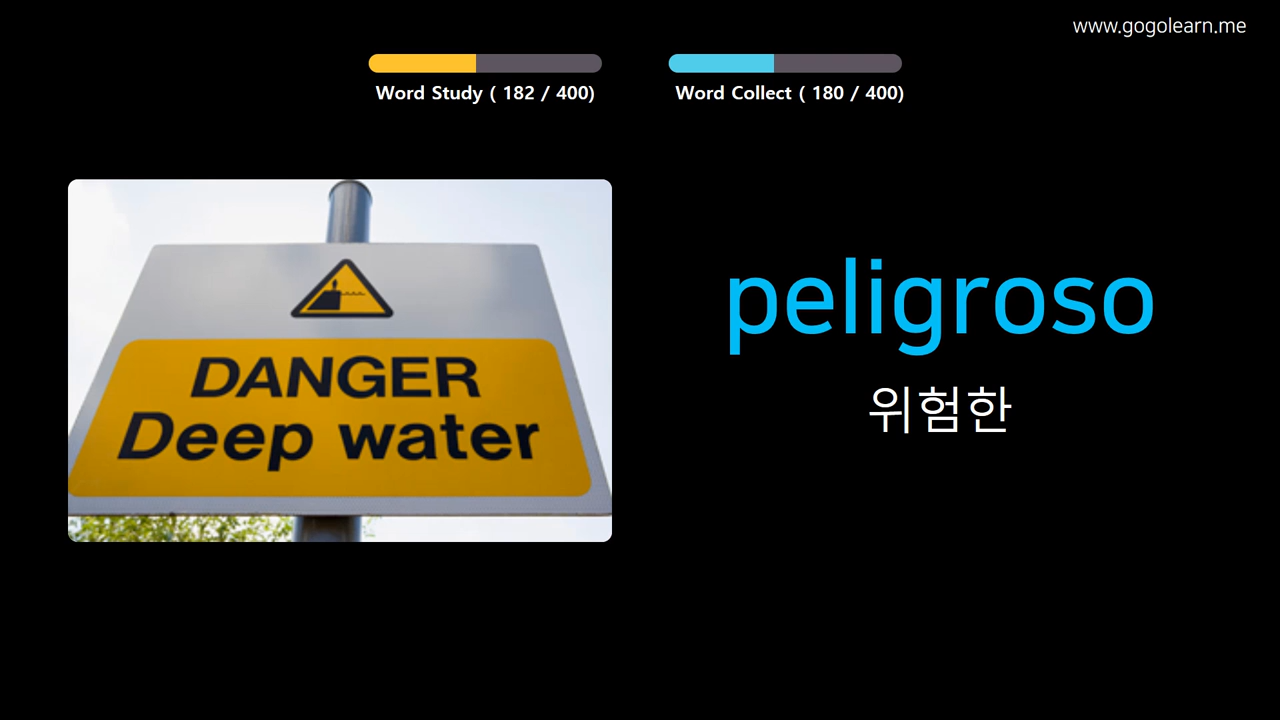 www.gogolearn.me
Word Study ( 182 / 400)
Word Collect ( 180 / 400)
DANGER
Deep water
peligroso
위험한